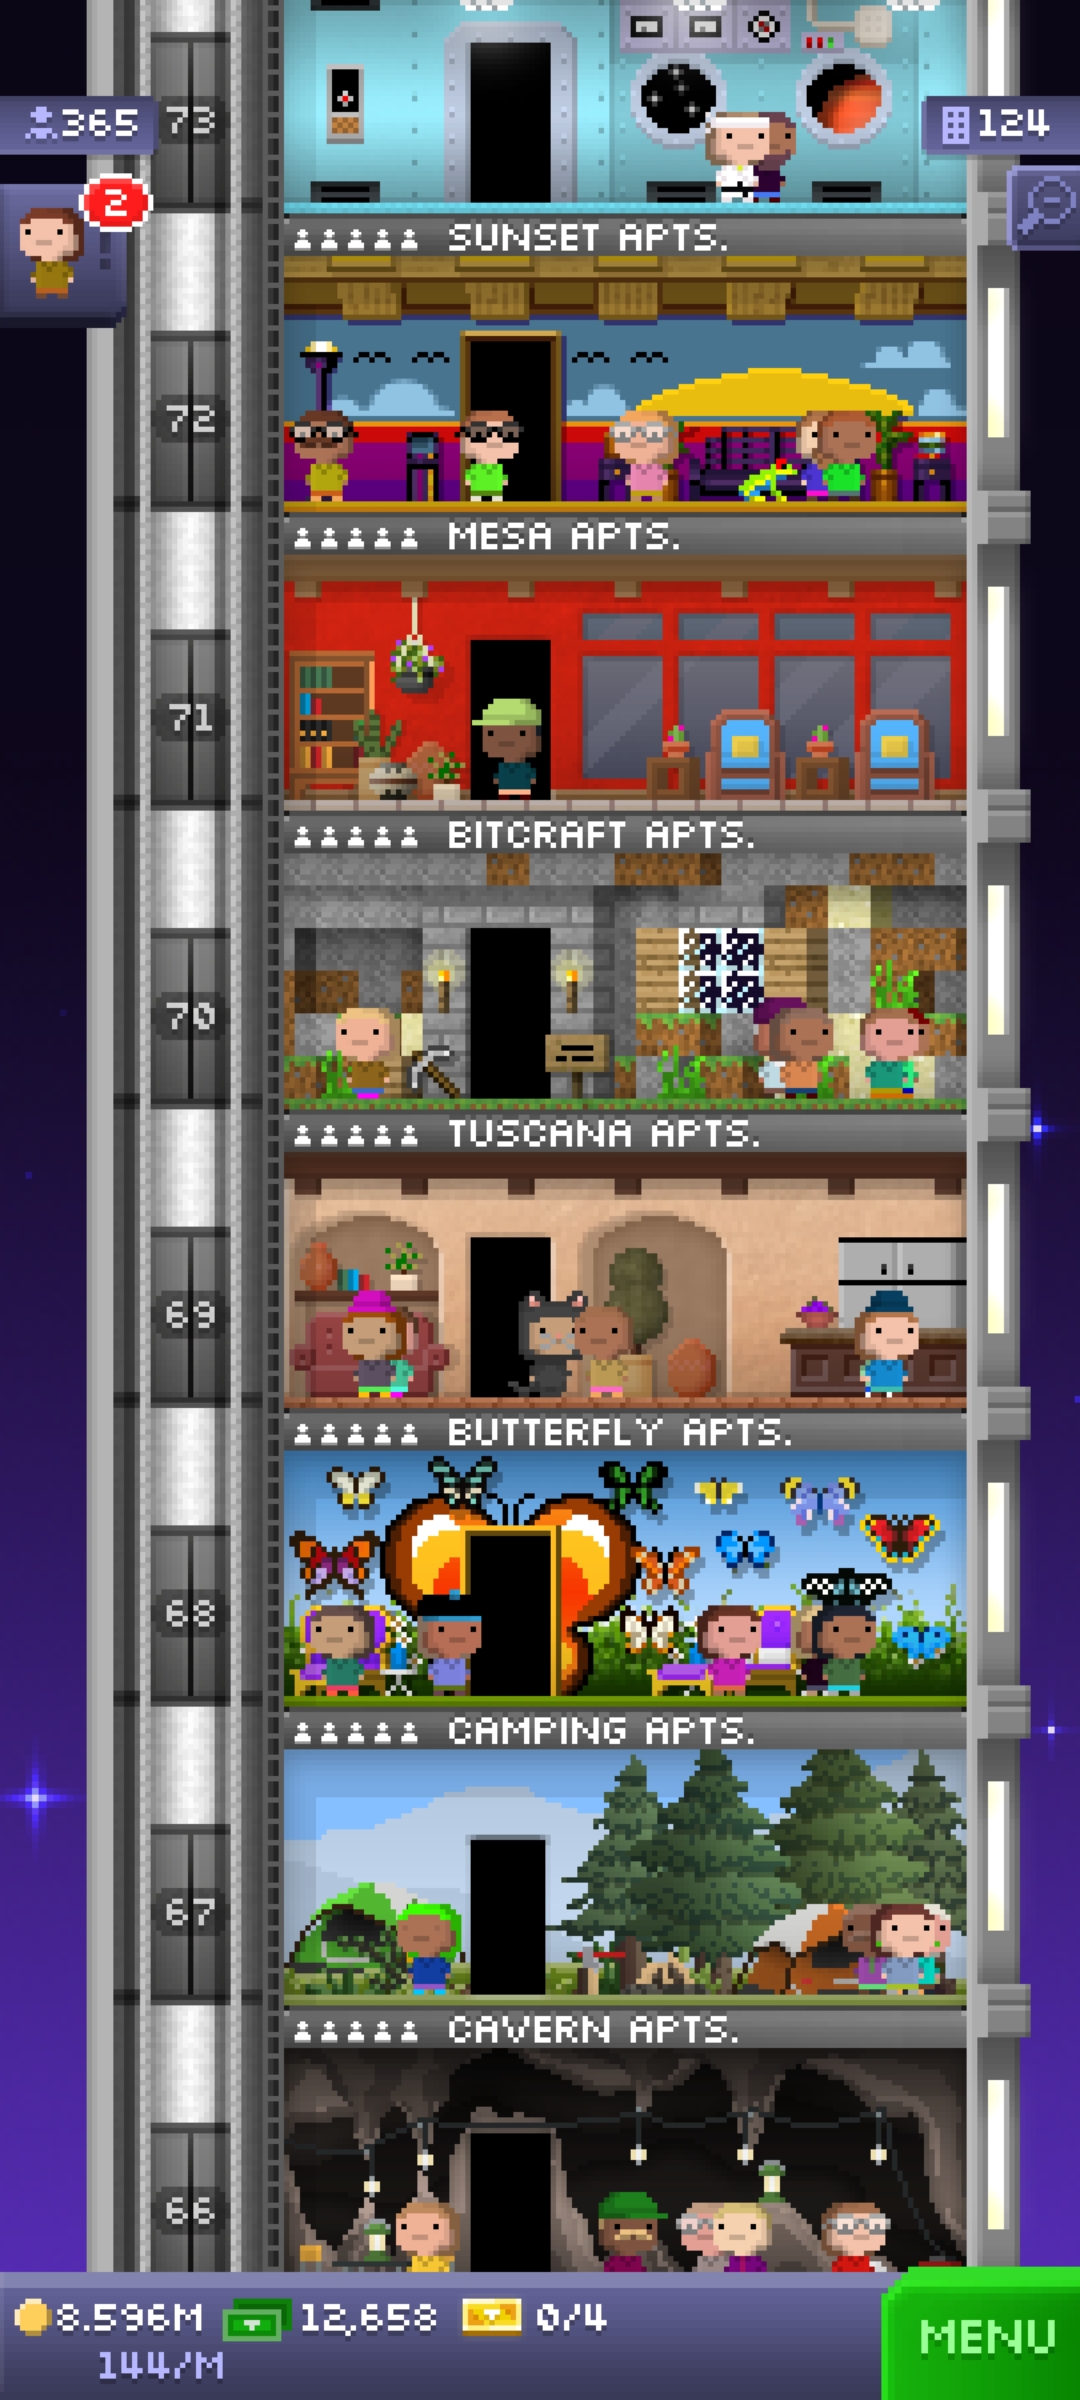 365
73
124
2
SUNSET APTS.
72
MESA APTS.
71
BITCRAFT APTS.
70
TUSCANA APTS.
69
BUTTERFLY APTS.
68
CAMPING APTS.
67
CAVERN APTS.
66
8.596M 12,658 0/4
144/M
MENU